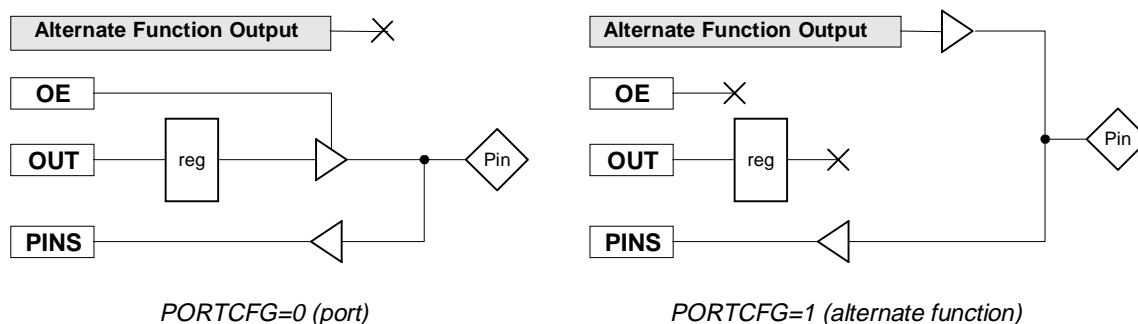 Alternate Function Output
OE
OUT
reg
Pin
PINS
PORTCFG=0 (port)
Alternate Function Output
OE
OUT
reg
Pin
PINS
PORTCFG=1 (alternate function)